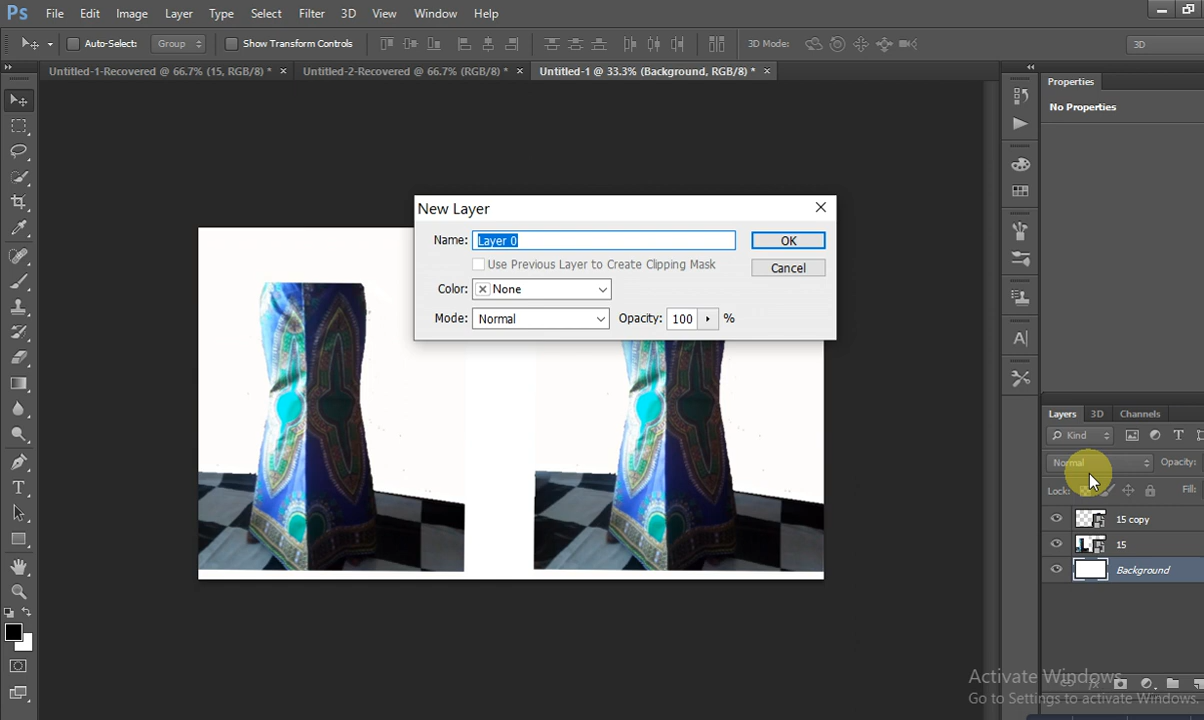 Ps File Edit Image Layer Type Select Filter 3D View Window Help
Auto-Select: Group Show Transform Controls 3D Mode: 3D
Untitled-1-Recovered @ 66.7% (15, RGB/8) * × Untitled-2-Recovered @ 66.7% (RGB/8) * × Untitled-1 @ 33.3% (Background, RGB/8) * ×
Properties
No Properties
New Layer
Name: Layer 0 OK
Use Previous Layer to Create Clipping Mask Cancel
Color: None
Mode: Normal Opacity: 100 %
Layers 3D Channels
Kind
Normal Opacity:
Lock: Fill:
15 copy
15
Background
Activate Windows
Go to Settings to activate Windows.